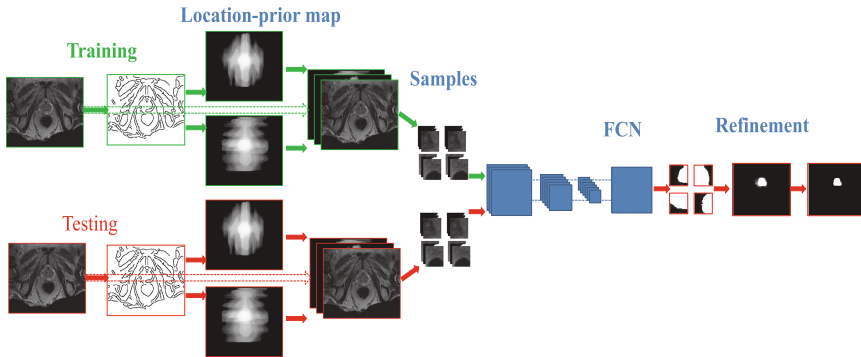 Location-prior map
Training
Samples
FCN
Refinement
Testing